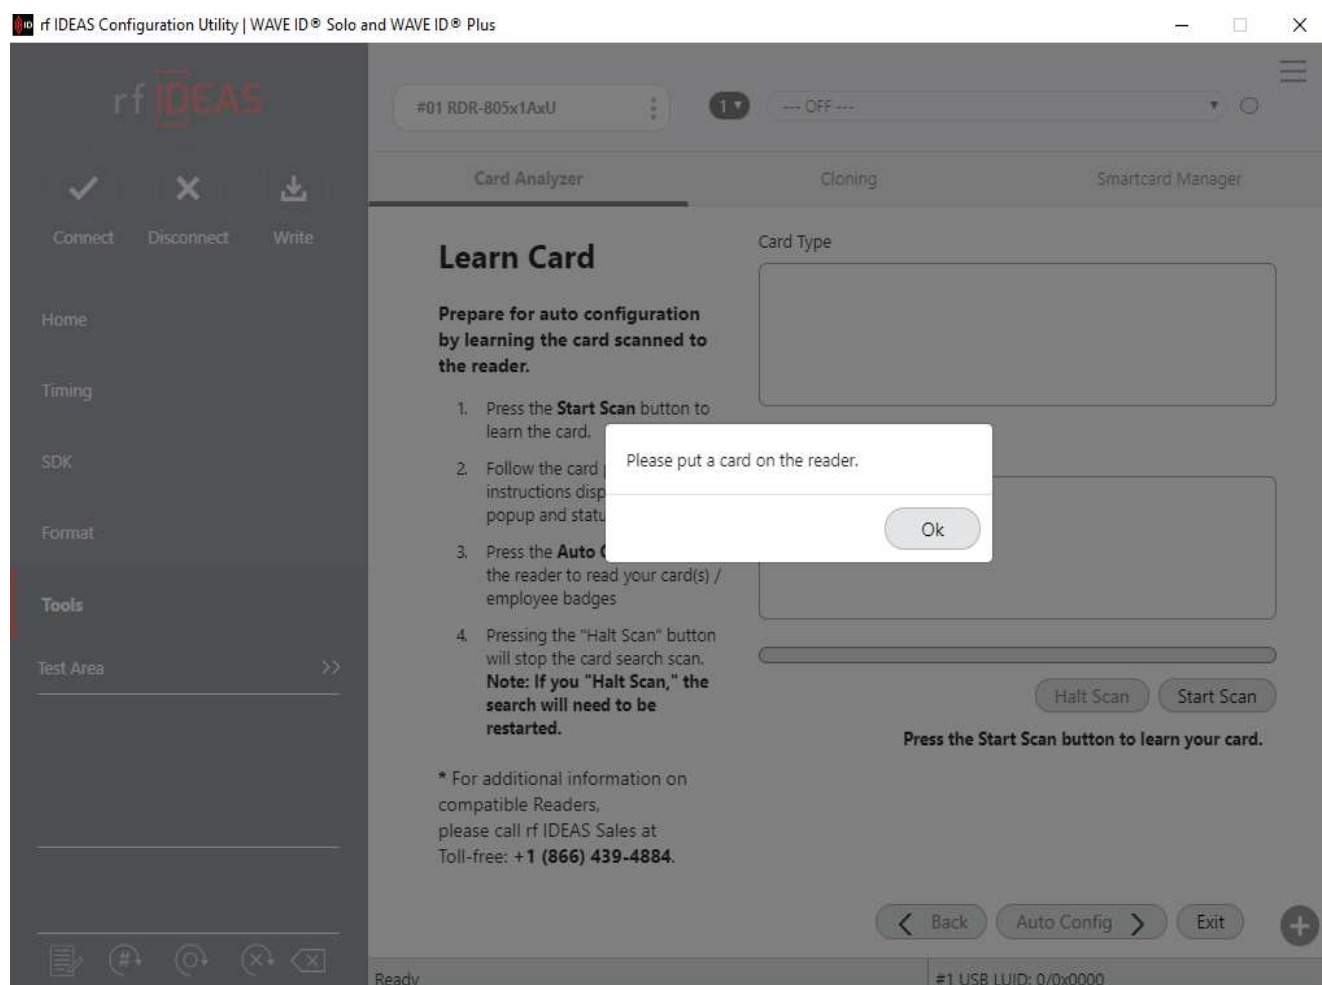 rf IDEAS Configuration Utility | WAVE ID® Solo and WAVE ID® Plus
rf IDEAS
#01 RDR-805x1AxU
1
--- OFF ---
Connect
Disconnect
Write
Card Analyzer
Cloning
Smartcard Manager
Home
Timing
SDK
Format
Tools
Test Area >>
Learn Card
Prepare for auto configuration
by learning the card scanned to
the reader.
1. Press the Start Scan button to
learn the card.
2. Follow the card
instructions disp
popup and statu
3. Press the Auto
the reader to read your card(s) /
employee badges
4. Pressing the "Halt Scan" button
will stop the card search scan.
Note: If you "Halt Scan," the
search will need to be
restarted.
* For additional information on
compatible Readers,
please call rf IDEAS Sales at
Toll-free: +1 (866) 439-4884.
Card Type
Please put a card on the reader.
Ok
Halt Scan
Start Scan
Press the Start Scan button to learn your card.
Back
Auto Config
Exit
Ready
#1 USB LUID: 0/0x0000